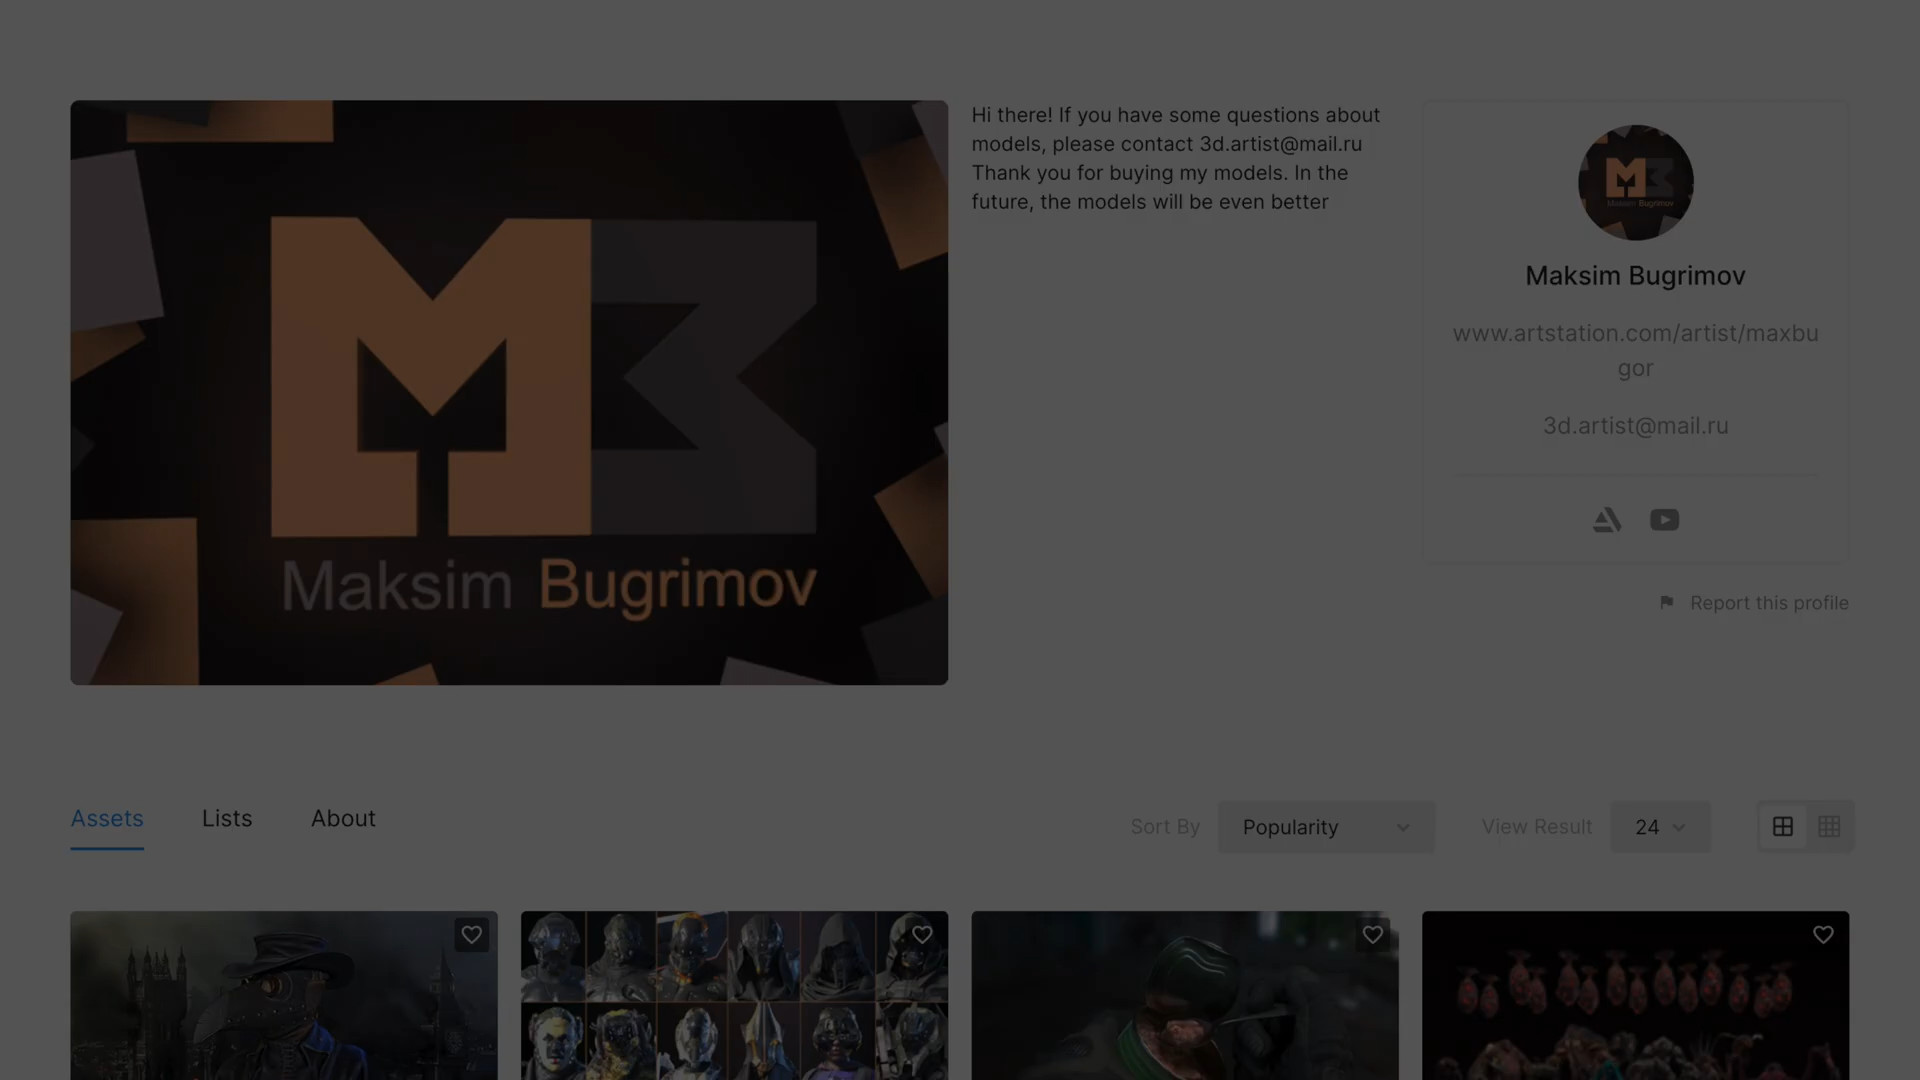 Maksim Bugrimov
Hi there! If you have some questions about
models, please contact 3d.artist@mail.ru
Thank you for buying my models. In the
future, the models will be even better
M3
Maksim Bugrimov
Maksim Bugrimov
www.artstation.com/artist/maxbu
gor
3d.artist@mail.ru
Report this profile
Assets
Lists
About
Sort By
Popularity
View Result
24